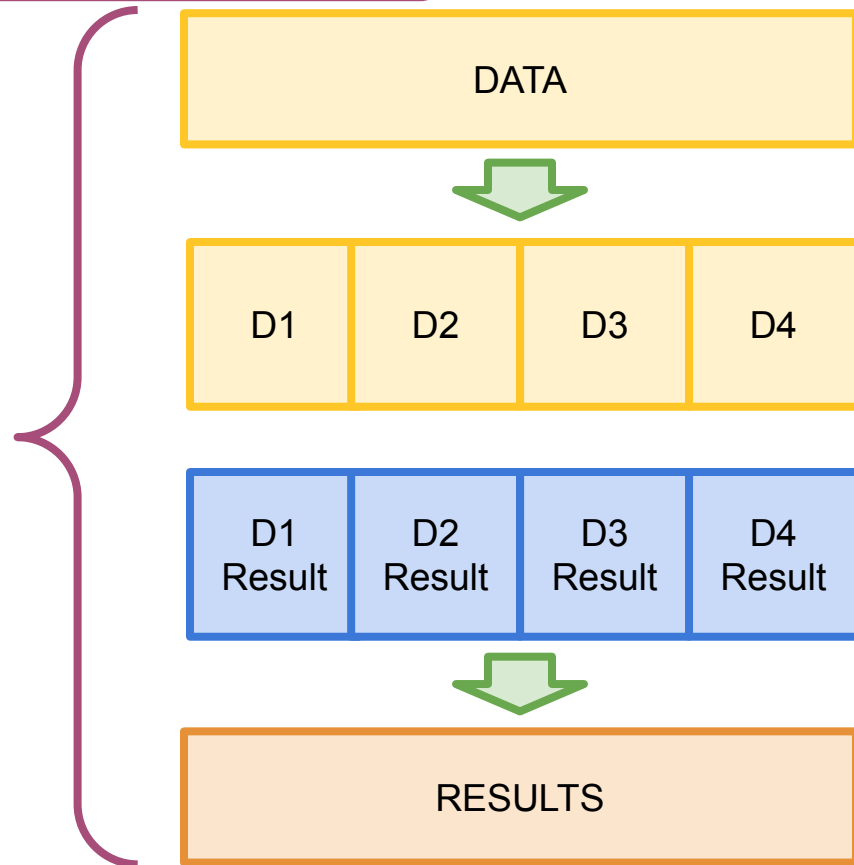 DATA
D1
D2
D3
D4
D1
Result
D2
Result
D3
Result
D4
Result
RESULTS